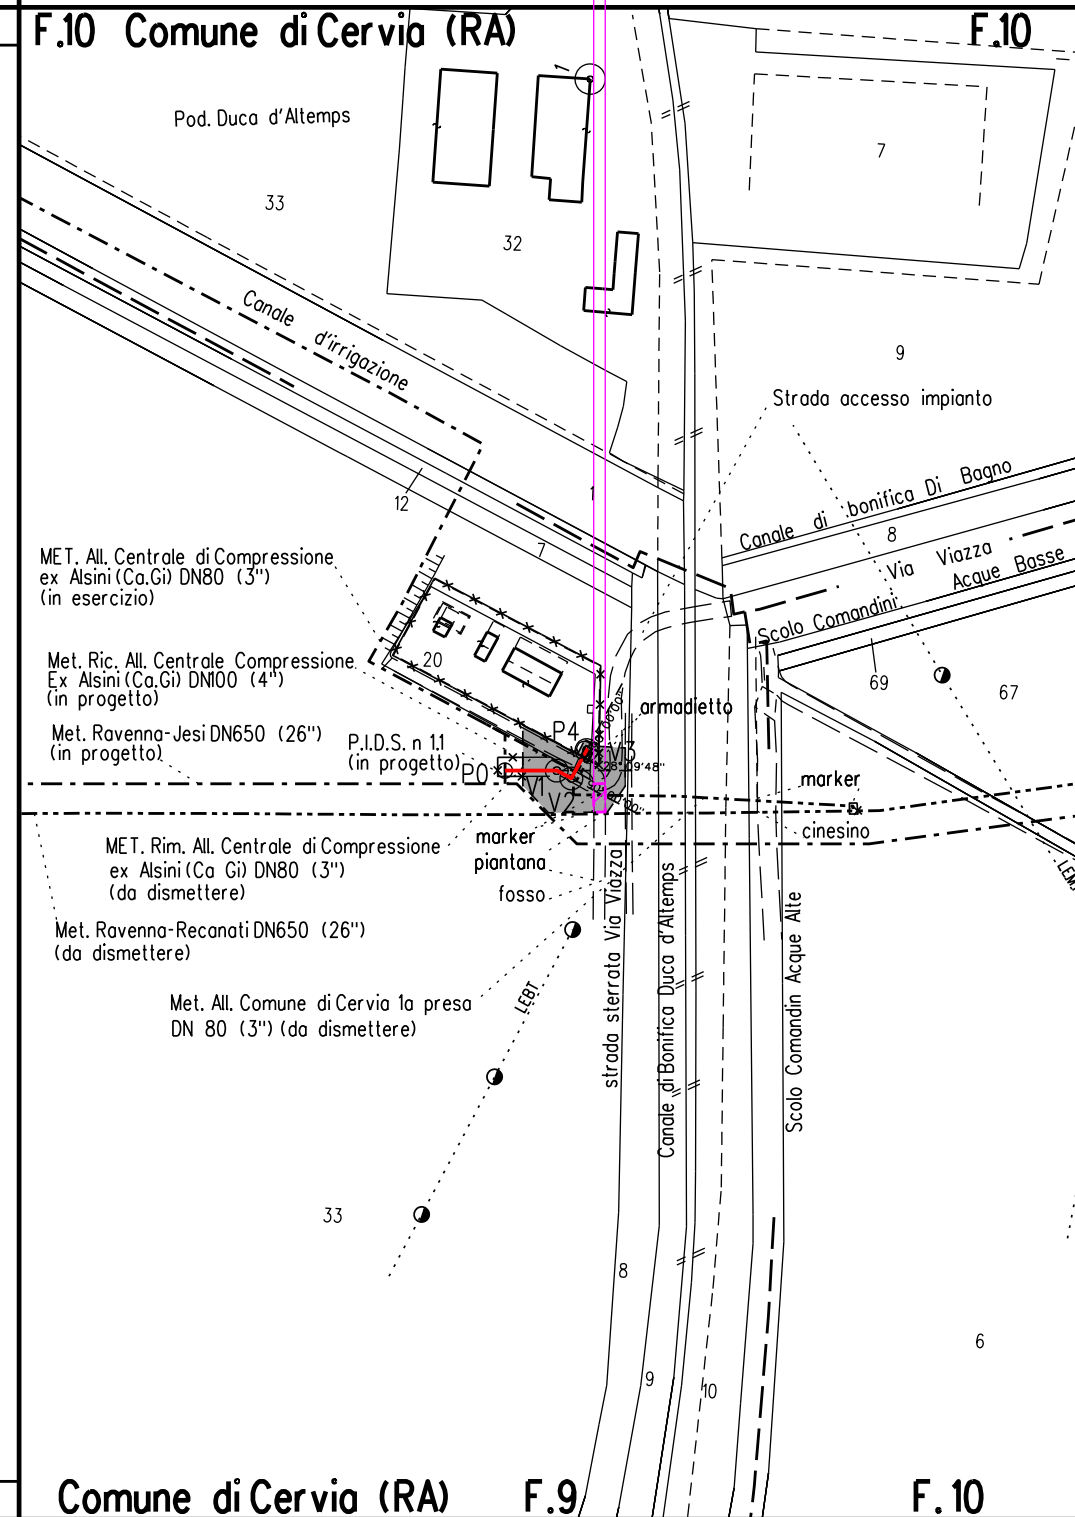 F.10 Comune di Cervia (RA)
F.10
1
Pod. Duca d'Altemps
7
33
32
9
Canale d'irrigazione
Strada accesso impianto
12
1
7
Canale di bonifica Di Bagno
8
Via Viazza
Acque Basse
Scolo Comandini
MET. All. Centrale di Compressione
ex Alsini (Ca.Gi) DN80 (3")
(in esercizio)
20
69
67
Met. Ric. All. Centrale Compressione
Ex Alsini (Ca.Gi) DN100 (4")
(in progetto)
armadietto
Met. Ravenna-Jesi DN650 (26")
(in progetto)
P.I.D.S. n 1.1
(in progetto)
P4
V3
P0
V1
V2
28°09'48"
marker
cinesino
marker
piantana
fosso
MET. Rim. All. Centrale di Compressione
ex Alsini (Ca Gi) DN80 (3")
(da dismettere)
Met. Ravenna-Recanati DN650 (26")
(da dismettere)
Met. All. Comune di Cervia 1a presa
DN 80 (3") (da dismettere)
LEBT
strada sterrata Via Viazza
Canale di Bonifica Duca d'Altemps
Scolo Comandin Acque Alte
33
8
6
9
10
Comune di Cervia (RA)
F.9
F.10